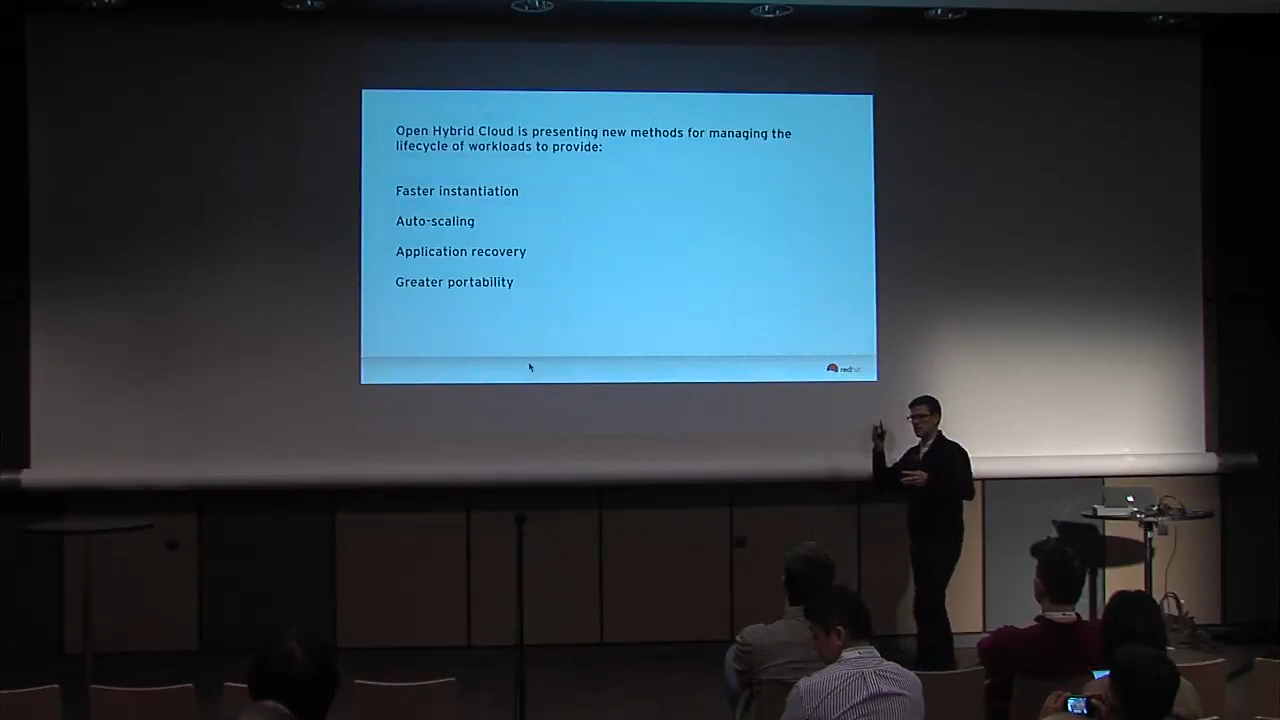 Open Hybrid Cloud is presenting new methods for managing the
lifecycle of workloads to provide:
Faster instantiation
Auto-scaling
Application recovery
Greater portability
redhat